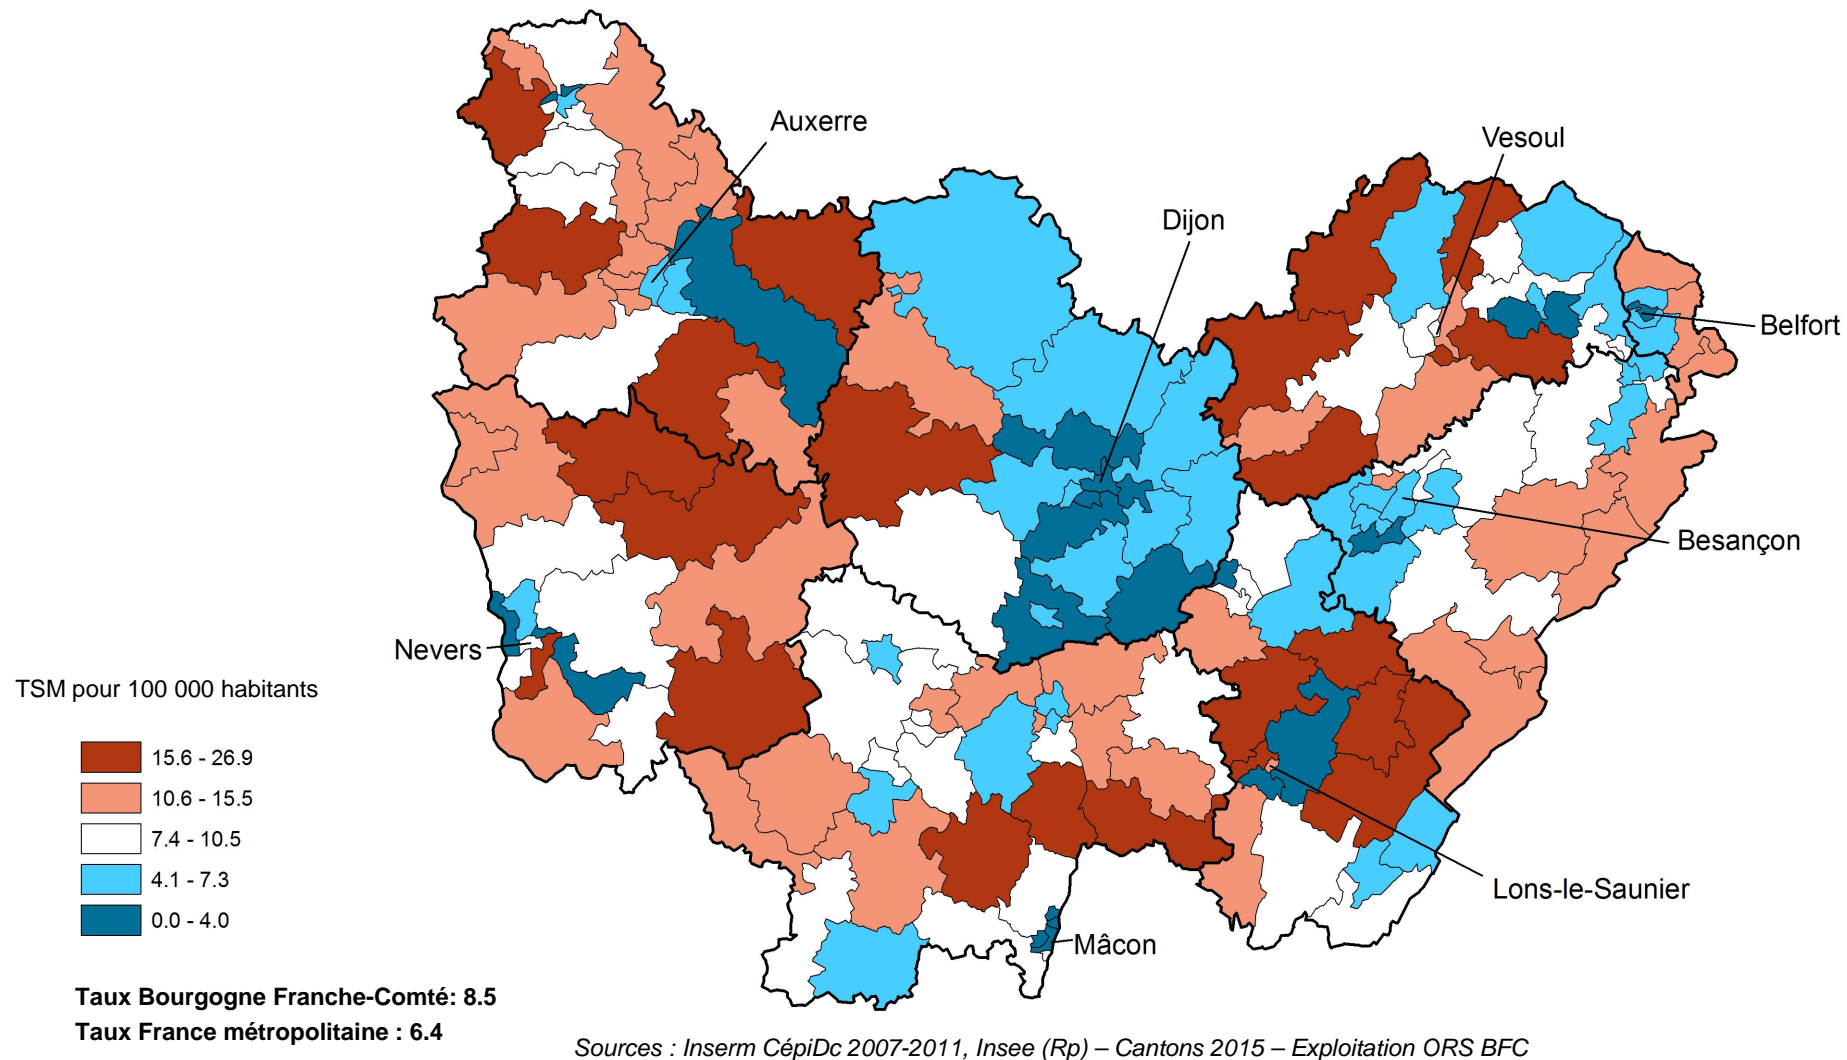 Auxerre
Vesoul
Dijon
Belfort
Besançon
Nevers
TSM pour 100 000 habitants
15.6 - 26.9
10.6 - 15.5
7.4 - 10.5
4.1 - 7.3
0.0 - 4.0
Lons-le-Saunier
Mâcon
Taux Bourgogne Franche-Comté: 8.5
Taux France métropolitaine : 6.4
Sources : Inserm CépiDc 2007-2011, Insee (Rp) – Cantons 2015 – Exploitation ORS BFC